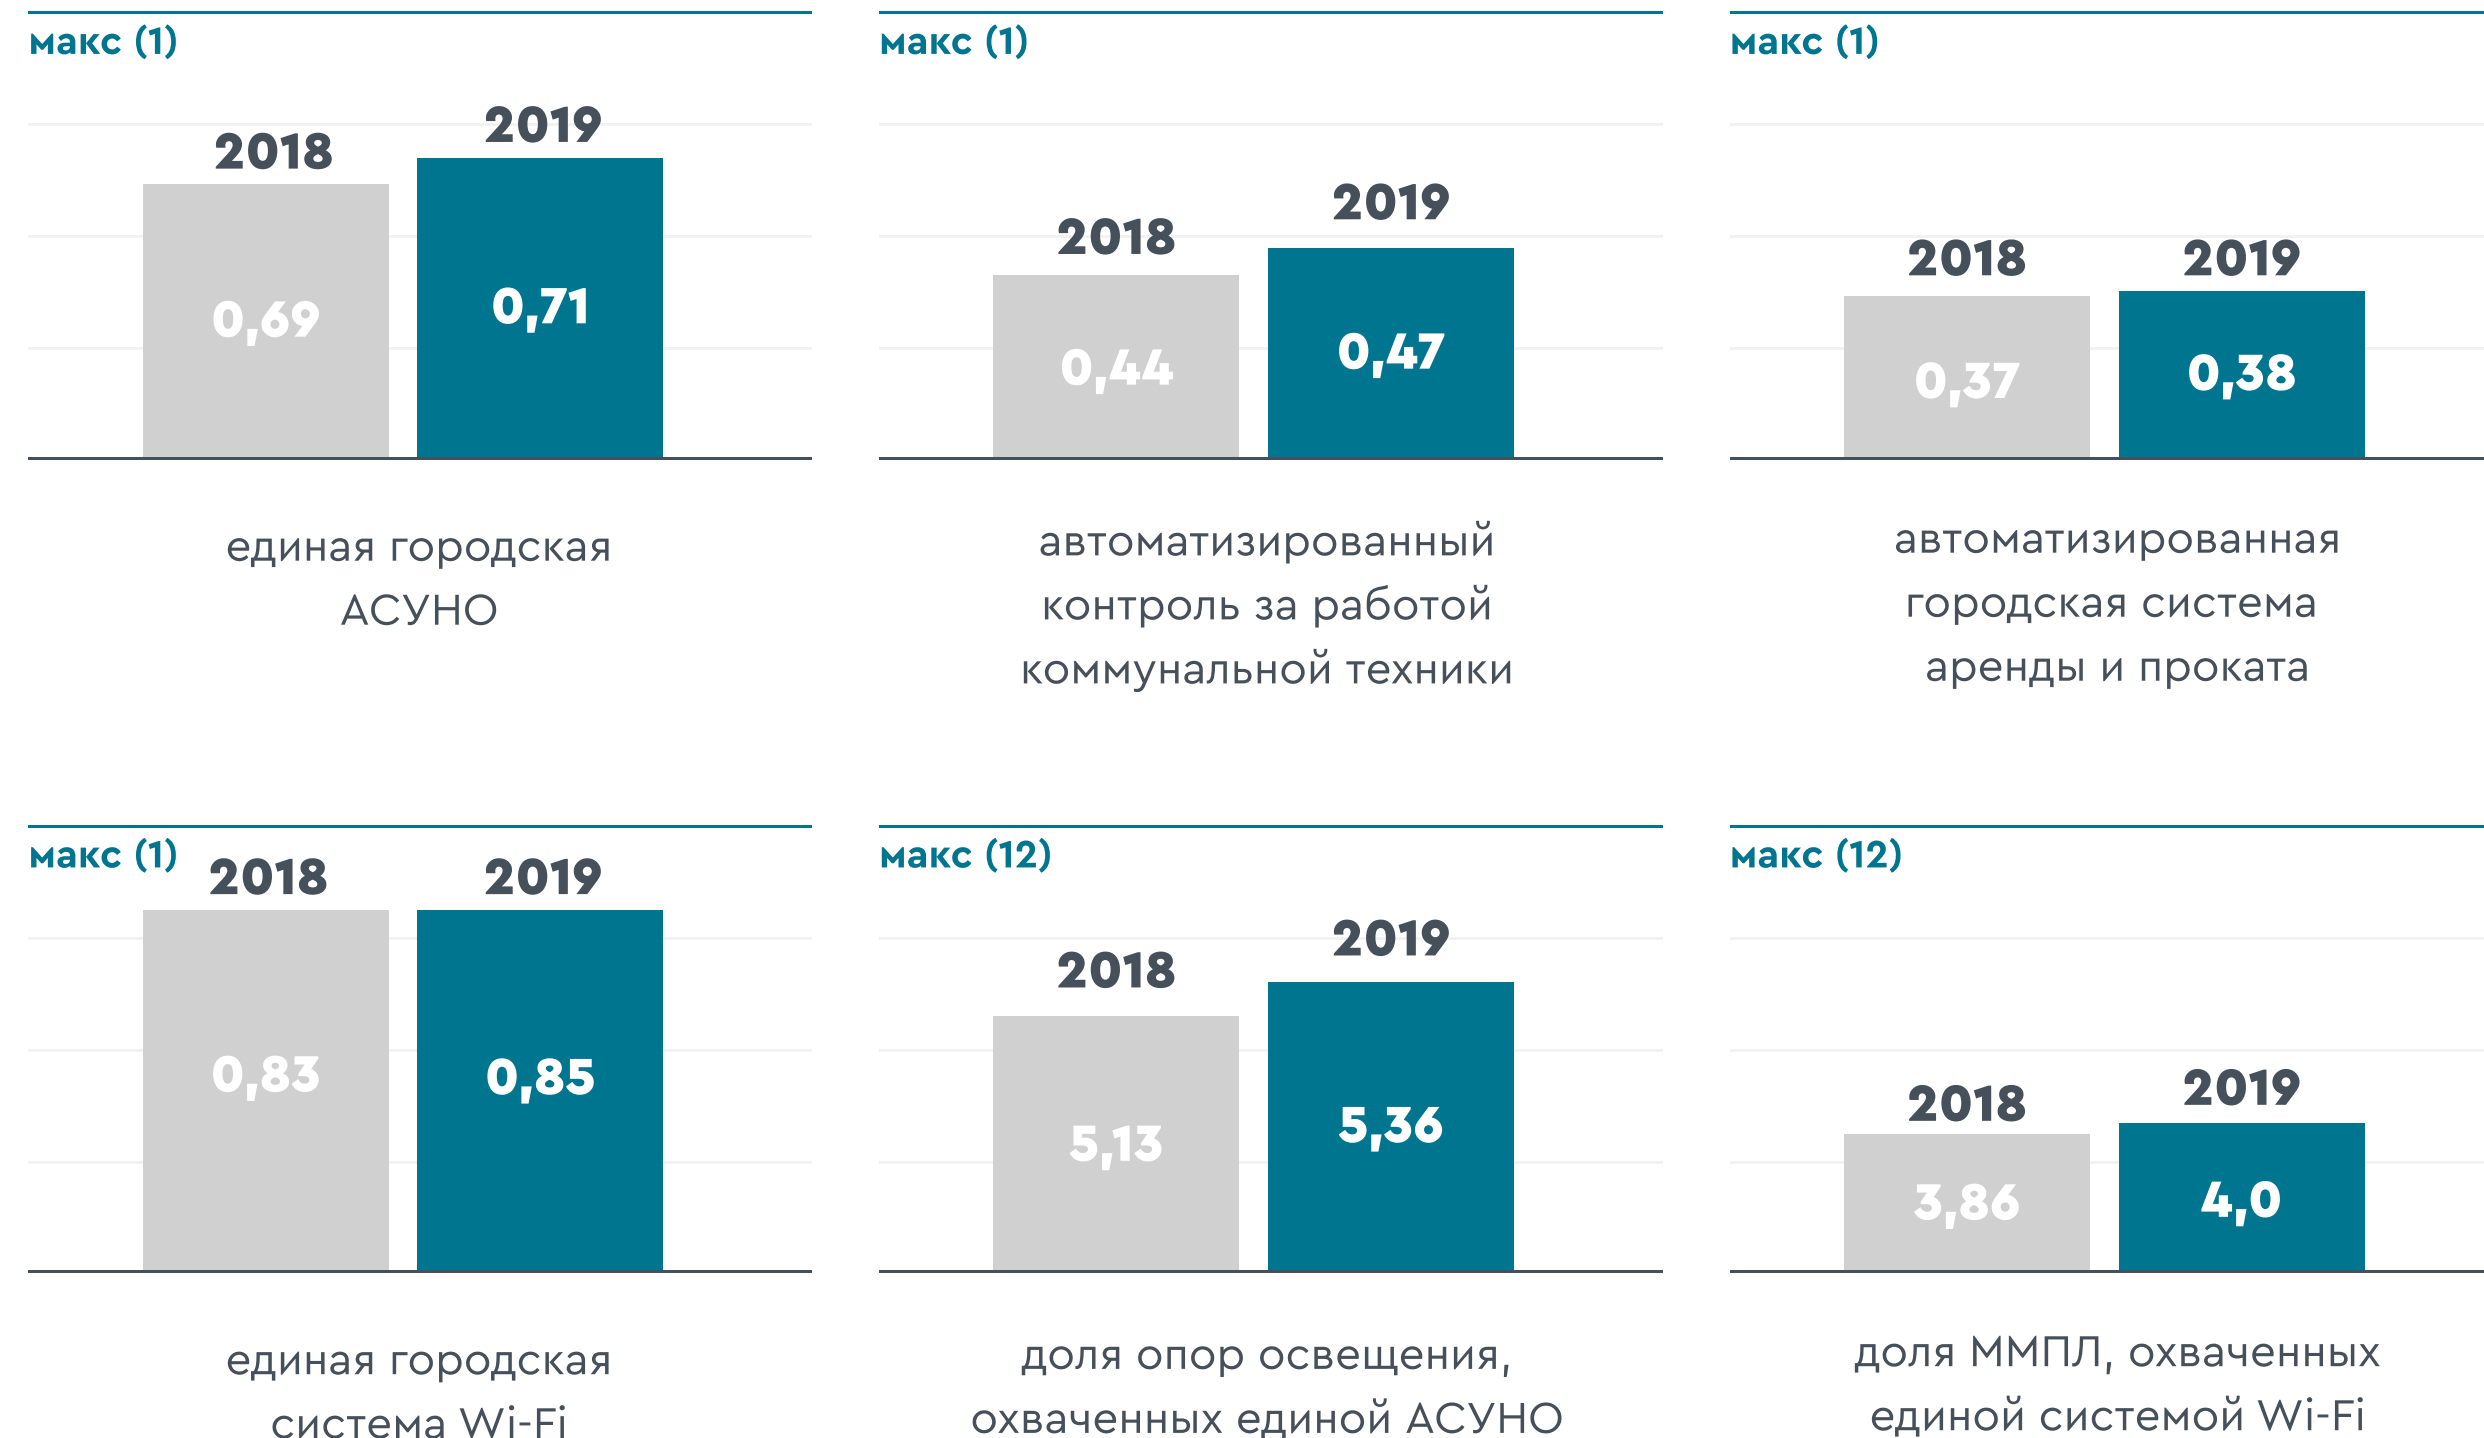 макс (1)
2018
2019
0,69
0,71
единая городская
АСУНО
макс (1)
2018
2019
0,44
0,47
автоматизированный
контроль за работой
коммунальной техники
макс (1)
2018
2019
0,37
0,38
автоматизированная
городская система
аренды и проката
макс (1)
2018
2019
0,83
0,85
единая городская
система Wi-Fi
макс (12)
2018
2019
5,13
5,36
доля опор освещения,
охваченных единой АСУНО
макс (12)
2018
2019
3,86
4,0
доля ММПЛ, охваченных
единой системой Wi-Fi